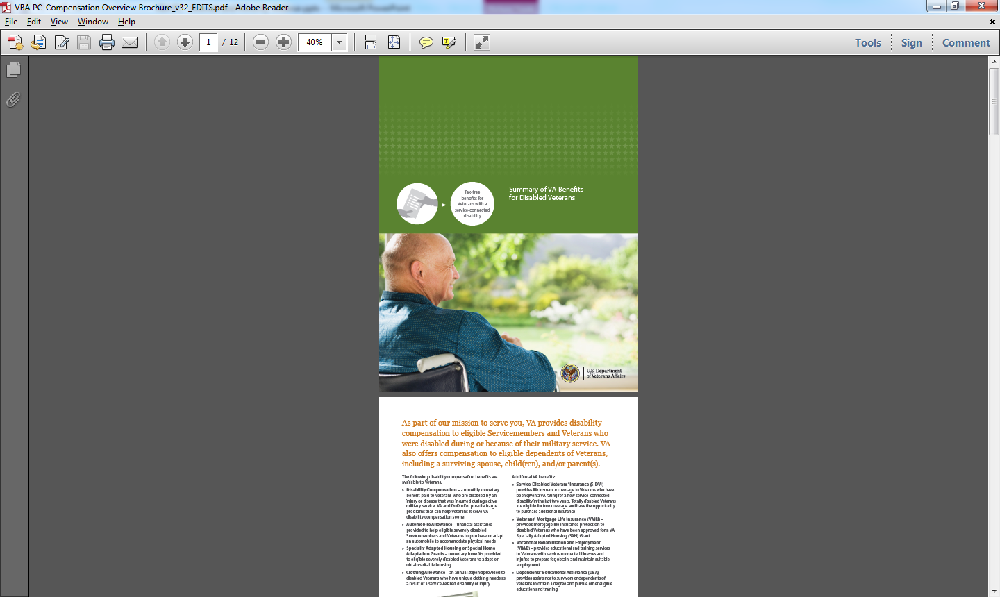 VBA PC-Compensation Overview Brochure_v32_EDITS.pdf - Adobe Reader
File Edit View Window Help
1 / 12 40% Tools Sign Comment
Tax-free
benefits for
Veterans with a
service-connected
disability
Summary of VA Benefits
for Disabled Veterans
U.S. Department
of Veterans Affairs
As part of our mission to serve you, VA provides disability
compensation to eligible Servicemembers and Veterans who
were disabled during or because of their military service. VA
also offers compensation to eligible dependents of Veterans,
including a surviving spouse, child(ren), and/or parent(s).
The following disability compensation benefits are
available to Veterans:
» Disability Compensation – a monthly monetary
benefit paid to Veterans who are disabled by an
injury or disease that was incurred during active
military service. VA and DoD offer pre-discharge
programs that can help Veterans receive VA
disability compensation sooner
» Automobile Allowance – financial assistance
provided to help eligible severely disabled
Servicemembers and Veterans to purchase or adapt
an automobile to accommodate physical needs
» Specially Adapted Housing or Special Home
Adaptation Grants – monetary benefits provided
to eligible severely disabled Veterans to adapt or
obtain suitable housing
» Clothing Allowance – an annual stipend provided to
disabled Veterans who have unique clothing needs as
a result of a service-related disability or injury
Additional VA benefits:
» Service-Disabled Veterans' Insurance (S-DVI) –
provides life insurance coverage to Veterans who have
been given a VA rating for a new service-connected
disability in the last two years. Totally disabled Veterans
are eligible for free coverage and have the opportunity
to purchase additional insurance
» Veterans' Mortgage Life Insurance (VMLI) –
provides mortgage life insurance protection to
disabled Veterans who have been approved for a VA
Specially Adapted Housing (SAH) Grant
» Vocational Rehabilitation and Employment
(VR&E) – provides educational and training services
to Veterans with service-connected illnesses and
injuries to prepare for, obtain, and maintain suitable
employment
» Dependents' Educational Assistance (DEA) –
provides assistance to survivors or dependents of
Veterans to obtain a degree and pursue other eligible
education and training